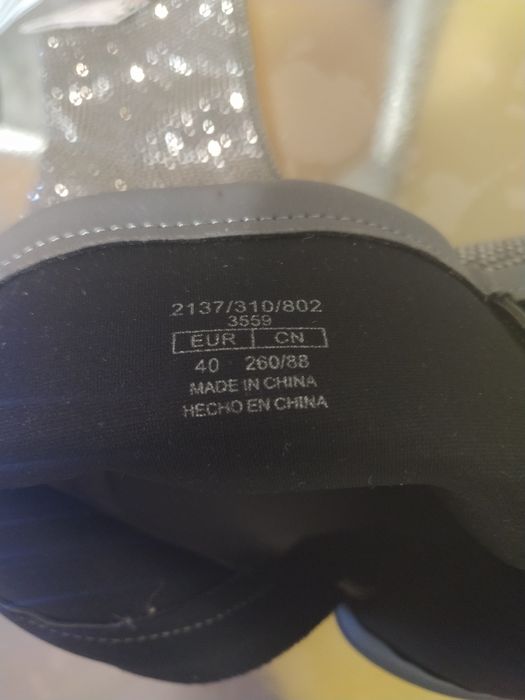 2137/310/802
3559
EUR CN
40 260/88
MADE IN CHINA
HECHO EN CHINA